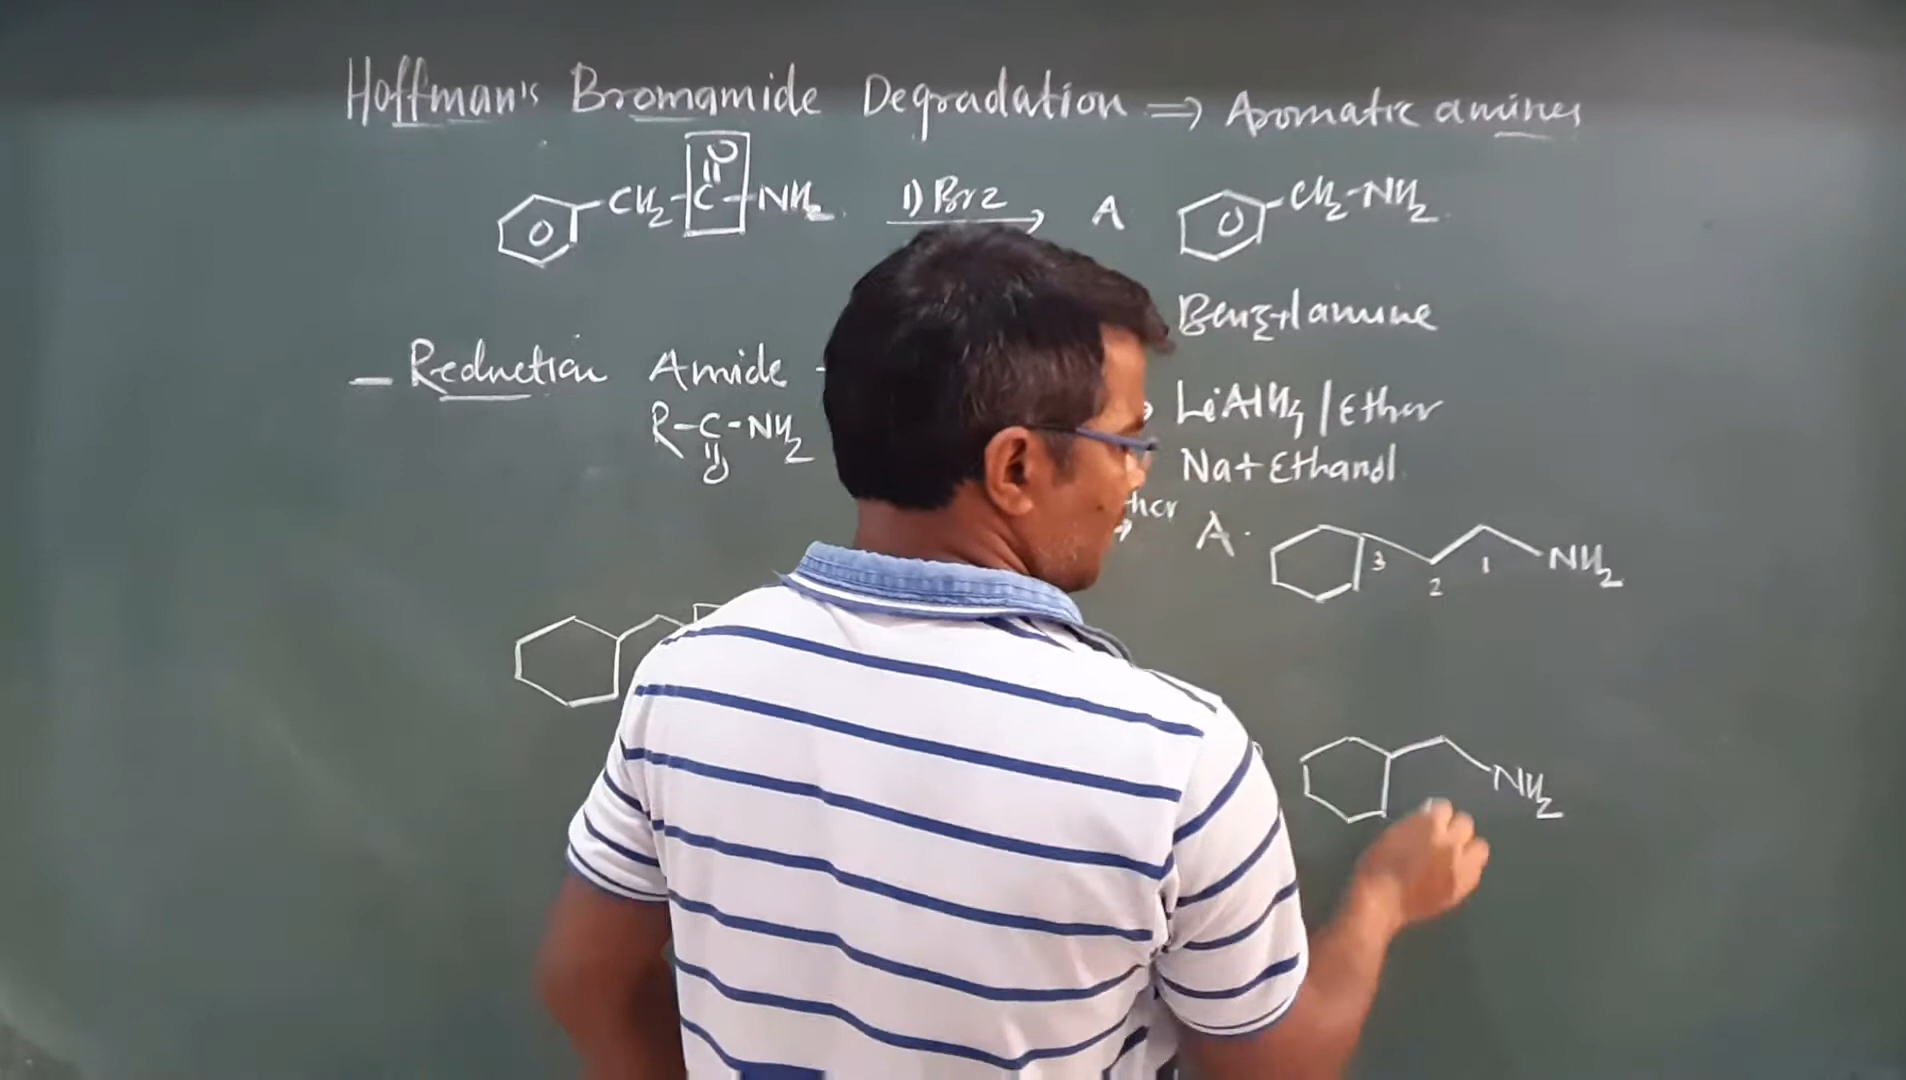 Hoffman's Bromamide Degradation ⇒ Aromatic amines
CH2-C-NH2 1) Br2 A CH2-NH2
O
Benzylamine
- Reduction Amide LiAlH4 / Ether
R-C-NH2 Na + Ethanol
O
A. 3 2 1 NH2
NH2